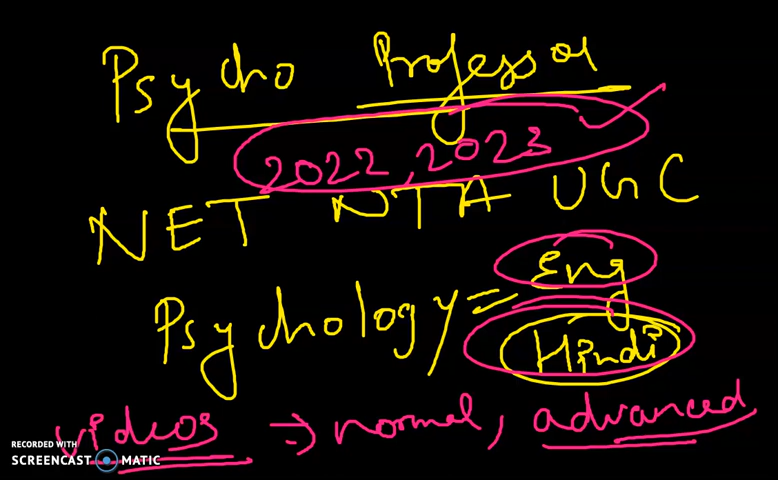 Psycho Professor
2022, 2023
NET NTA UGC
Psychology = Eng
Hindi
videos → normal, advanced
RECORDED WITH
SCREENCAST MATIC